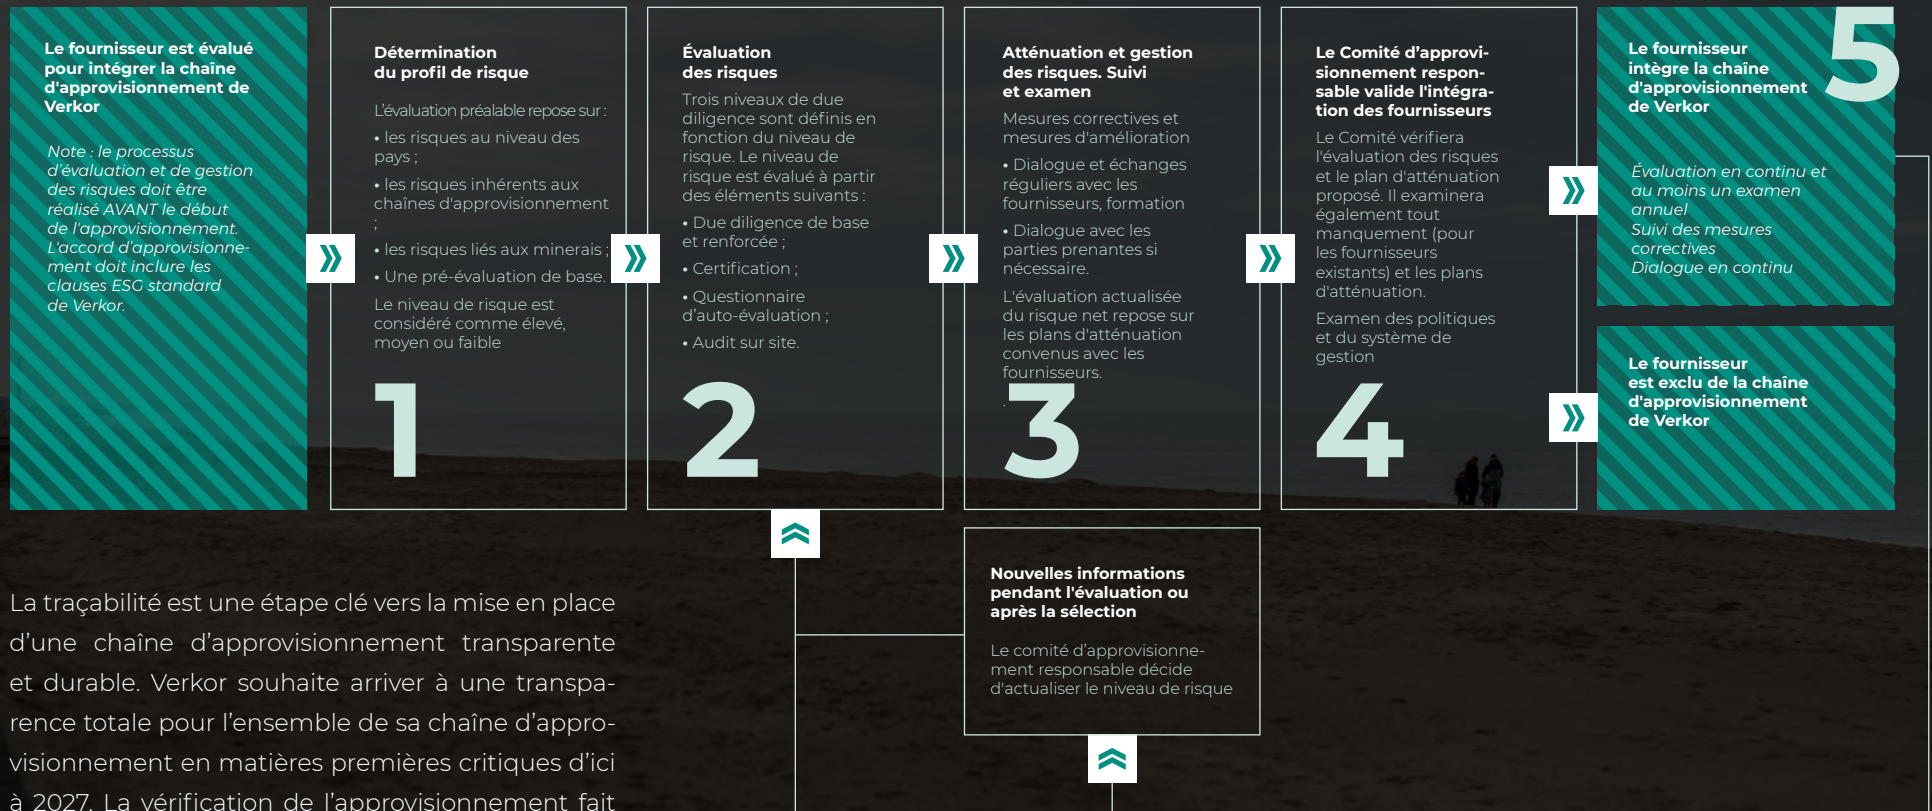 Le fournisseur est évalué
pour intégrer la chaîne
d'approvisionnement de
Verkor
Note : le processus
d'évaluation et de gestion
des risques doit être
réalisé AVANT le début
de l'approvisionnement.
L'accord d'approvisionne-
ment doit inclure les
clauses ESG standard
de Verkor.
Détermination
du profil de risque
L'évaluation préalable repose sur :
• les risques au niveau des
pays ;
• les risques inhérents aux
chaînes d'approvisionnement
;
• les risques liés aux minerais ;
• Une pré-évaluation de base.
Le niveau de risque est
considéré comme élevé,
moyen ou faible
1
Évaluation
des risques
Trois niveaux de due
diligence sont définis en
fonction du niveau de
risque. Le niveau de
risque est évalué à partir
des éléments suivants :
• Due diligence de base
et renforcée ;
• Certification ;
• Questionnaire
d'auto-évaluation ;
• Audit sur site.
2
Atténuation et gestion
des risques. Suivi
et examen
Mesures correctives et
mesures d'amélioration
• Dialogue et échanges
réguliers avec les
fournisseurs, formation
• Dialogue avec les
parties prenantes si
nécessaire.
L'évaluation actualisée
du risque net repose sur
les plans d'atténuation
convenus avec les
fournisseurs.
.
3
Le Comité d'approvi-
sionnement respon-
sable valide l'intégra-
tion des fournisseurs
Le Comité vérifiera
l'évaluation des risques
et le plan d'atténuation
proposé. Il examinera
également tout
manquement (pour
les fournisseurs
existants) et les plans
d'atténuation.
Examen des politiques
et du système de
gestion
4
5
Le fournisseur
intègre la chaîne
d'approvisionnement
de Verkor
Évaluation en continu et
au moins un examen
annuel
Suivi des mesures
correctives
Dialogue en continu
Le fournisseur
est exclu de la chaîne
d'approvisionnement
de Verkor
Nouvelles informations
pendant l'évaluation ou
après la sélection
Le comité d'approvisionne-
ment responsable décide
d'actualiser le niveau de risque
La traçabilité est une étape clé vers la mise en place
d'une chaîne d'approvisionnement transparente
et durable. Verkor souhaite arriver à une transpa-
rence totale pour l'ensemble de sa chaîne d'appro-
visionnement en matières premières critiques d'ici
à 2027. La vérification de l'approvisionnement fait